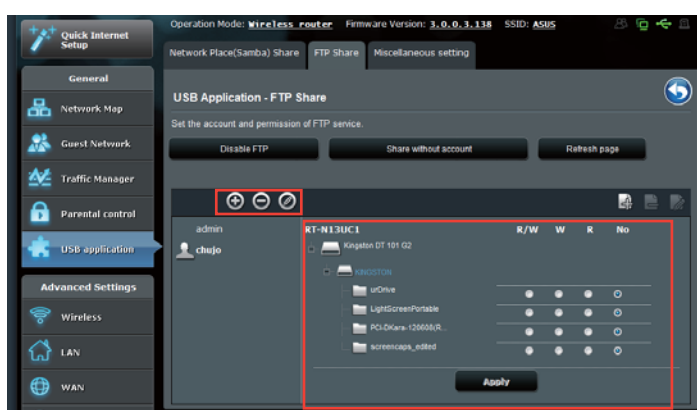 Operation Mode: Wireless router Firmware Version: 3.0.0.3.138 SSID: ASUS
Quick Internet
Setup
Network Place(Samba) Share FTP Share Miscellaneous setting
General
USB Application - FTP Share
Network Map
Set the account and permission of FTP service.
Guest Network
Disable FTP Share without account Refresh page
Traffic Manager
Parental control
admin RT-N13UC1 R/W W R No
chujo Kingston DT 101 G2
USB application
KINGSTON
Advanced Settings
urDrive
Wireless
LightScreenPortable
PCI-DKara-120608(R...
LAN
screencaps_edited
WAN
Apply